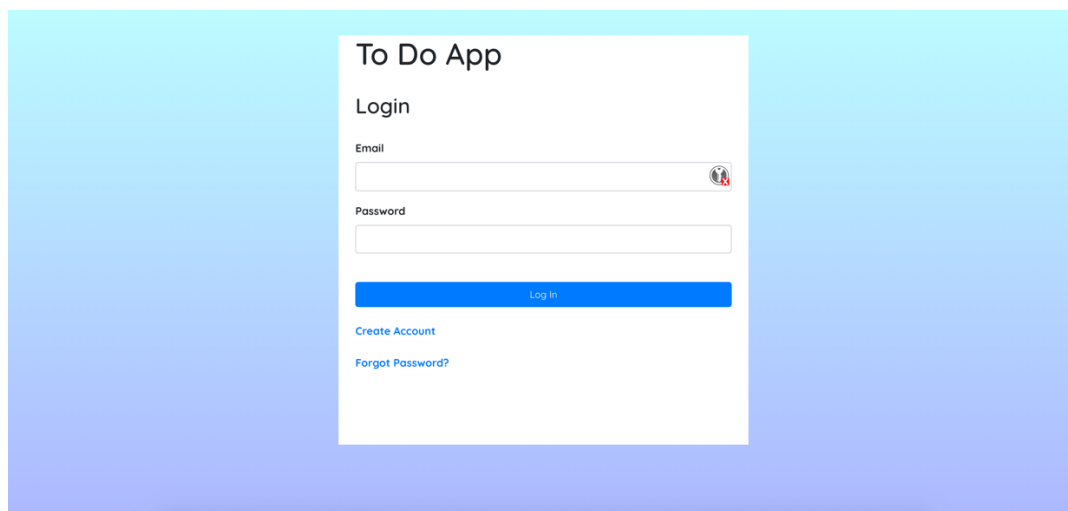 To Do App
Login
Email
Password
Log In
Create Account
Forgot Password?